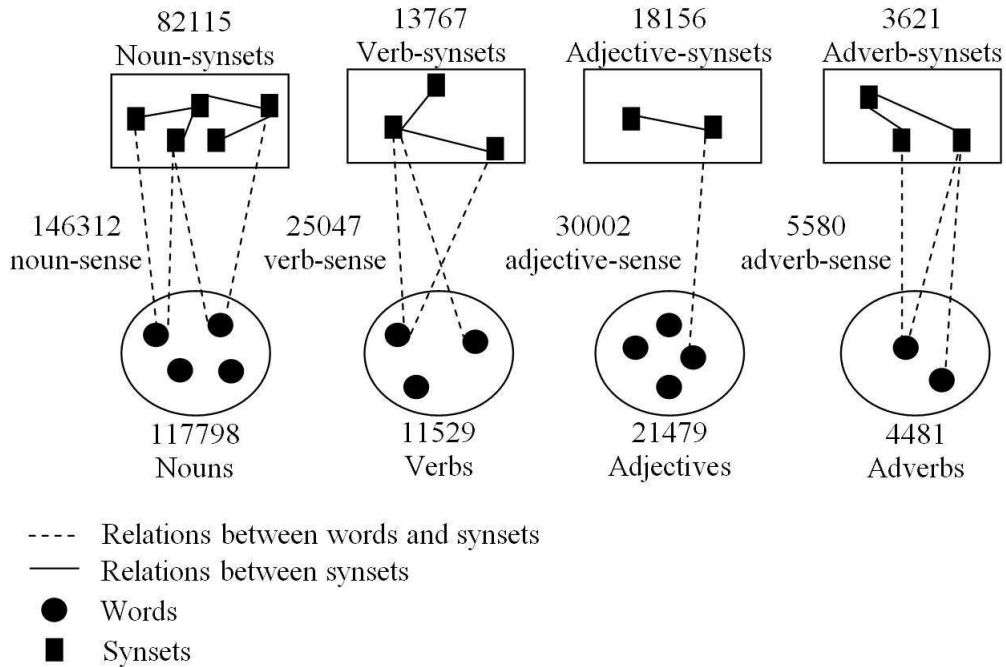 82115
Noun-synsets
13767
Verb-synsets
18156
Adjective-synsets
3621
Adverb-synsets
146312
noun-sense
25047
verb-sense
30002
adjective-sense
5580
adverb-sense
117798
Nouns
11529
Verbs
21479
Adjectives
4481
Adverbs
Relations between words and synsets
Relations between synsets
Words
Synsets